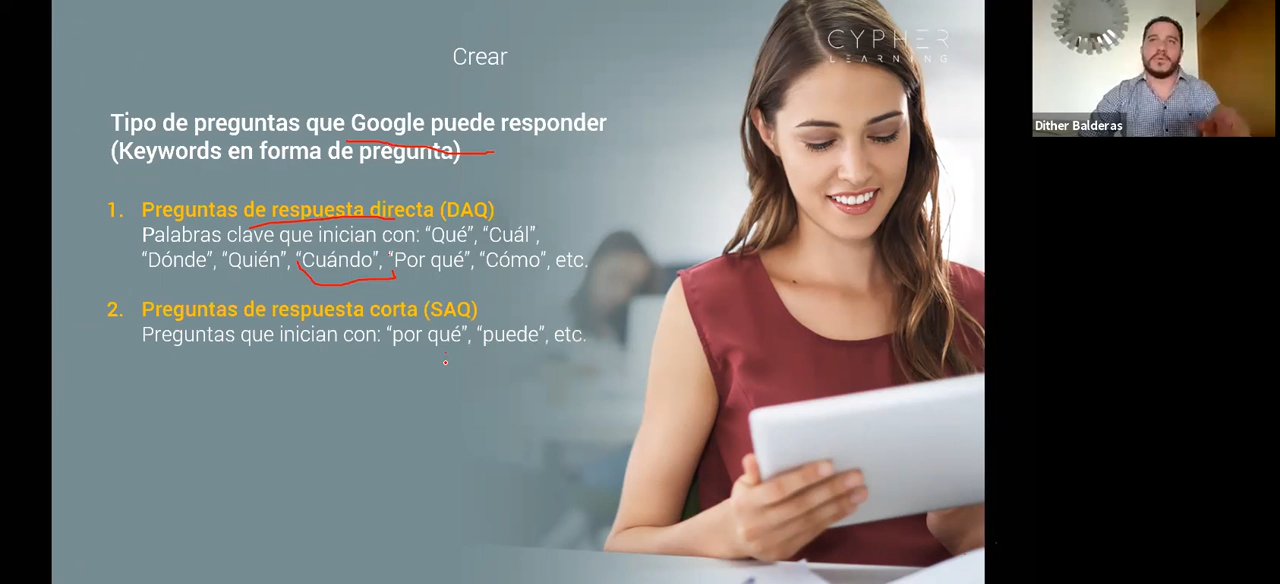 Crear
CYPHER
LEARNING
Tipo de preguntas que Google puede responder
(Keywords en forma de pregunta)
1. Preguntas de respuesta directa (DAQ)
Palabras clave que inician con: “Qué”, “Cuál”,
“Dónde”, “Quién”, “Cuándo”, “Por qué”, “Cómo”, etc.
2. Preguntas de respuesta corta (SAQ)
Preguntas que inician con: “por qué”, “puede”, etc.
Dither Balderas